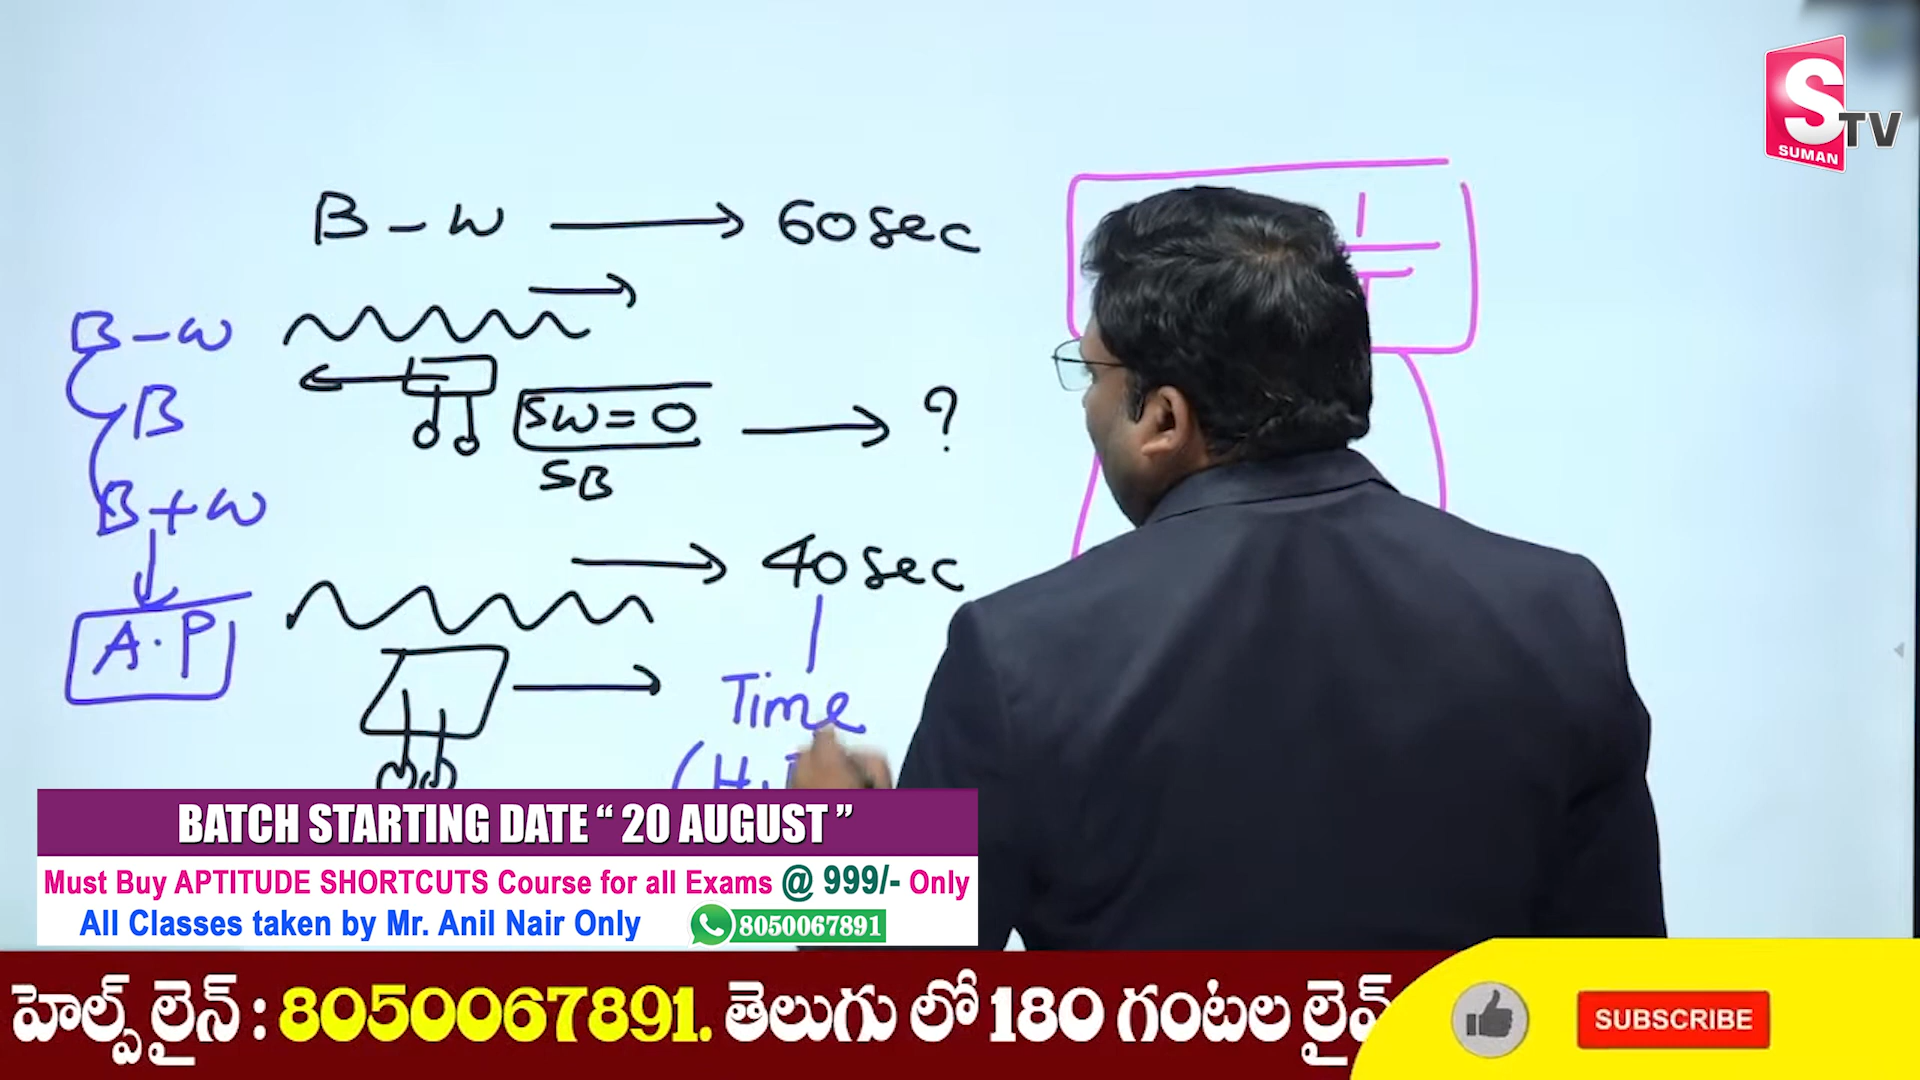 S
SUMAN TV
B - W → 60 sec
B - W
B
SW = 0 → ?
SB
B + W
40 sec
A.P
Time
(H.
BATCH STARTING DATE “ 20 AUGUST ”
Must Buy APTITUDE SHORTCUTS Course for all Exams @ 999/- Only
All Classes taken by Mr. Anil Nair Only 8050067891
హెల్ప్ లైన్ : 8050067891. తెలుగు లో 180 గంటల లైవ్
SUBSCRIBE